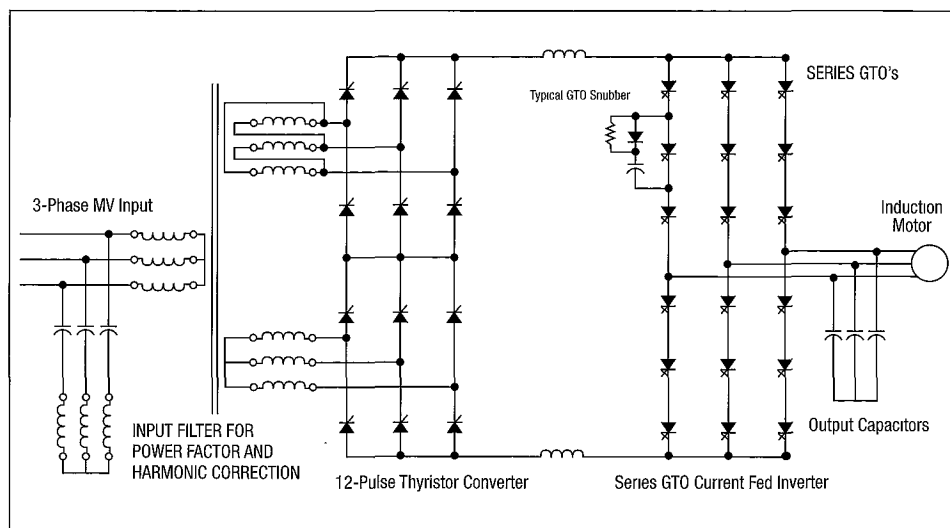 SERIES GTO's
Typical GTO Snubber
3-Phase MV Input
Induction
Motor
INPUT FILTER FOR
POWER FACTOR AND
HARMONIC CORRECTION
Output Capacitors
12-Pulse Thyristor Converter
Series GTO Current Fed Inverter